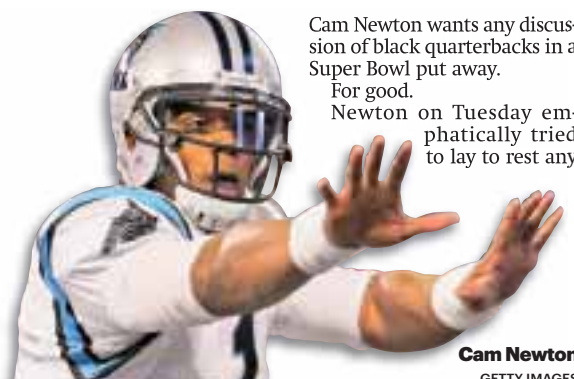 Cam Newton wants any discus-
sion of black quarterbacks in a
Super Bowl put away.
For good.
Newton on Tuesday em-
phatically tried
to lay to rest any
Cam Newton
GETTY IMAGES